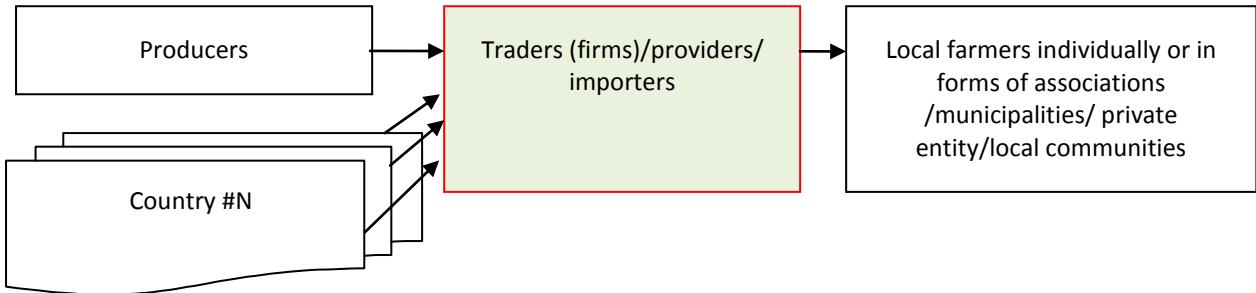 Producers
Traders (firms)/providers/
importers
Local farmers individually or in
forms of associations
/municipalities/ private
entity/local communities
Country #N